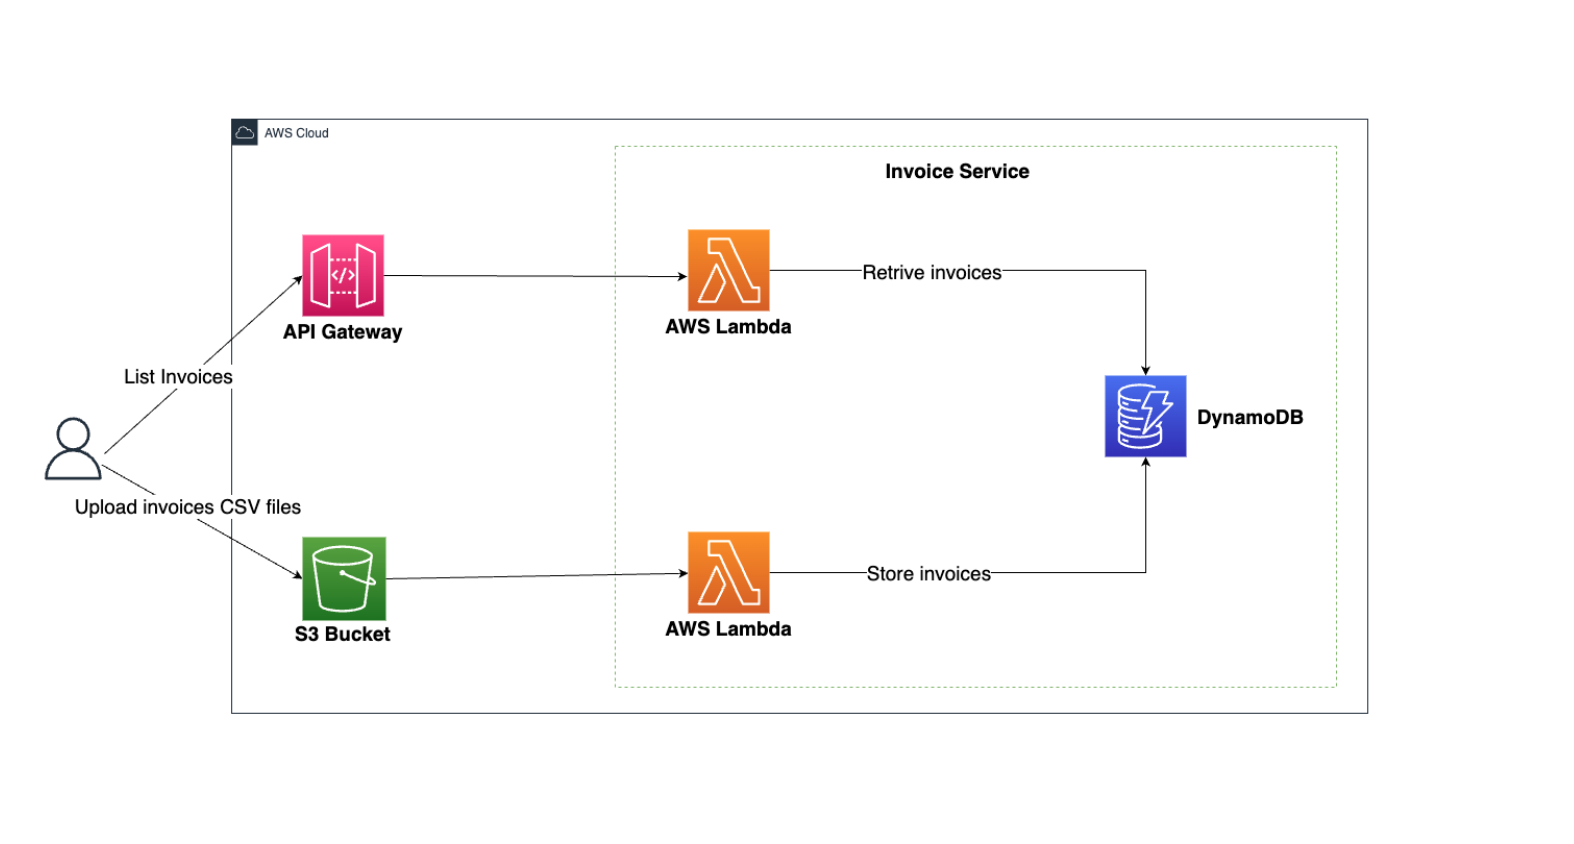 AWS Cloud
Invoice Service
Retrive invoices
API Gateway
AWS Lambda
List Invoices
DynamoDB
Upload invoices CSV files
Store invoices
S3 Bucket
AWS Lambda